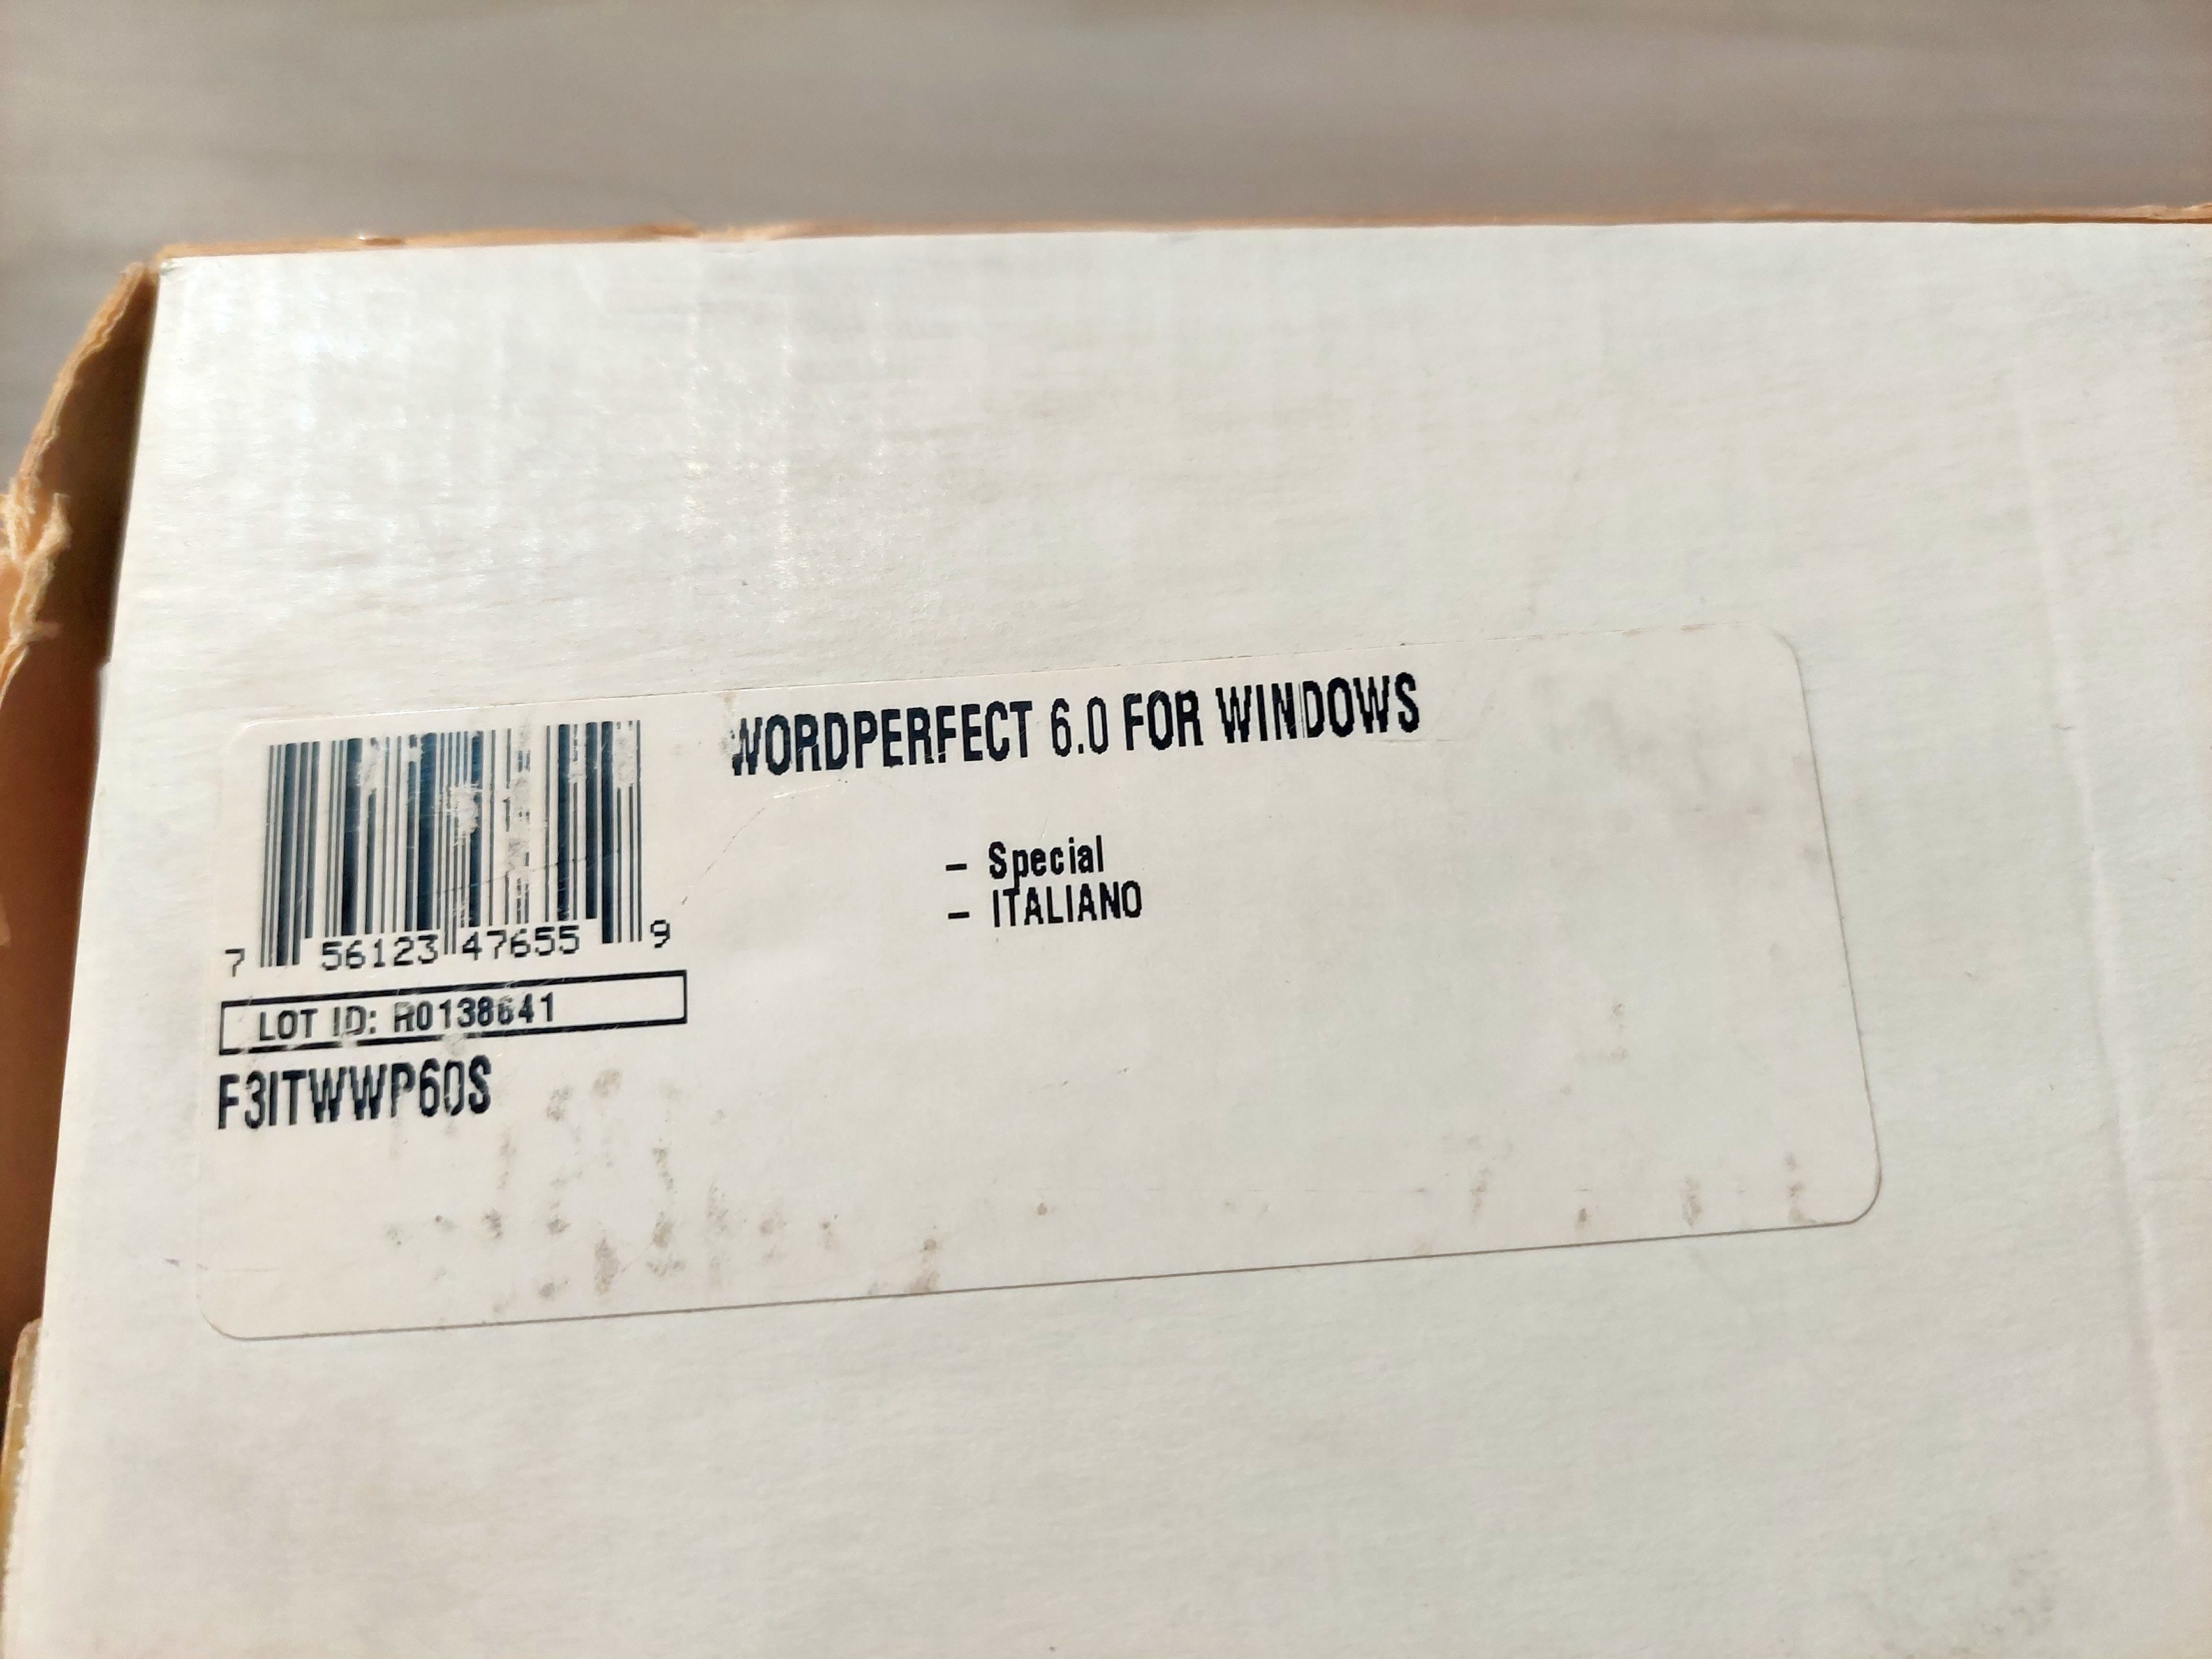 WORDPERFECT 6.0 FOR WINDOWS
- Special
- ITALIANO
7 56123 47655 9
LOT ID: R0138641
F3ITWWP60S